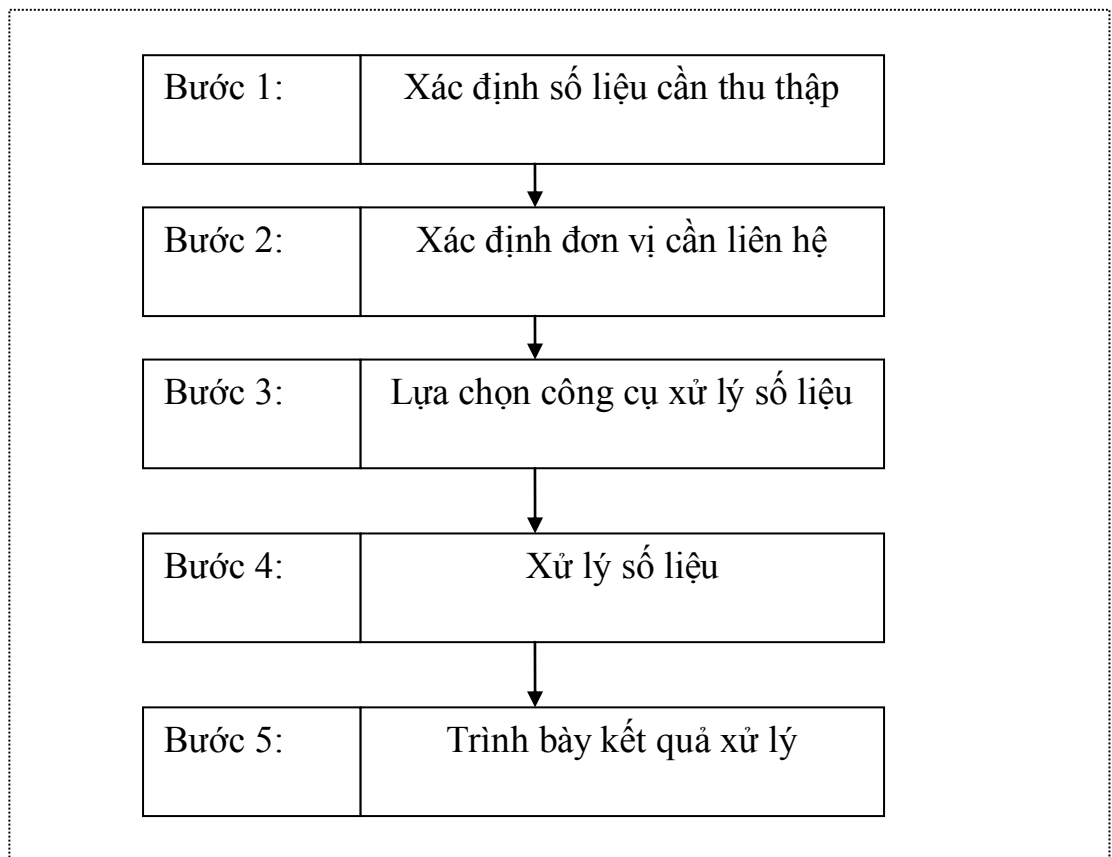 Bước 1: Xác định số liệu cần thu thập
Bước 2: Xác định đơn vị cần liên hệ
Bước 3: Lựa chọn công cụ xử lý số liệu
Bước 4: Xử lý số liệu
Bước 5: Trình bày kết quả xử lý